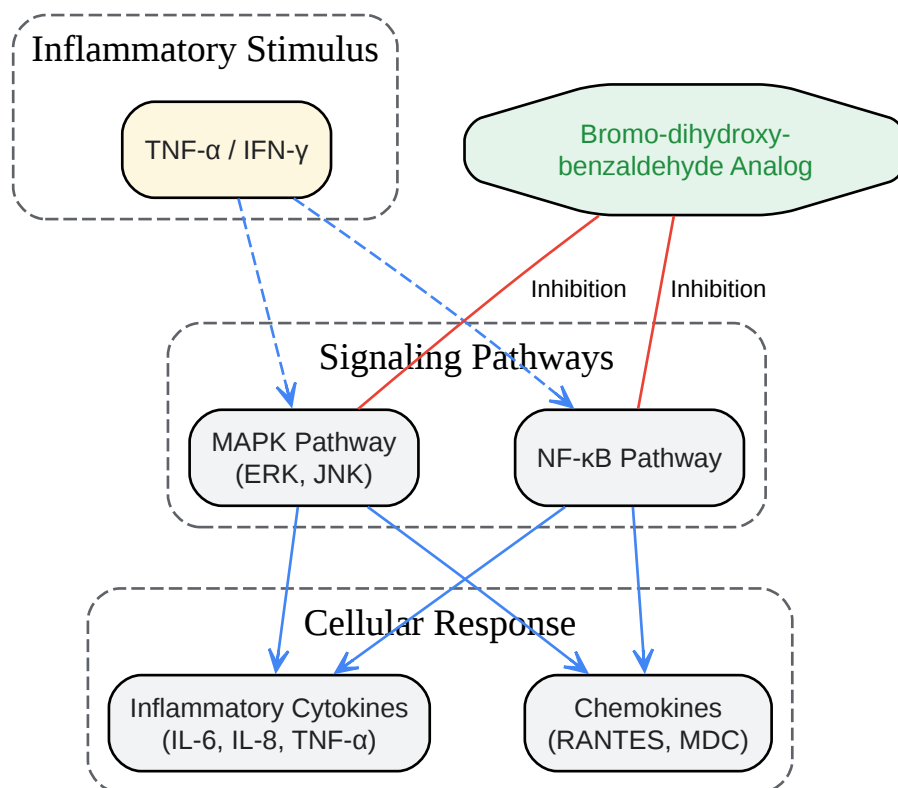 Inflammatory Stimulus
TNF-α / IFN-γ
Bromo-dihydroxy-
benzaldehyde Analog
Inhibition
Inhibition
Signaling Pathways
MAPK Pathway
(ERK, JNK)
NF-κB Pathway
Cellular Response
Inflammatory Cytokines
(IL-6, IL-8, TNF-α)
Chemokines
(RANTES, MDC)